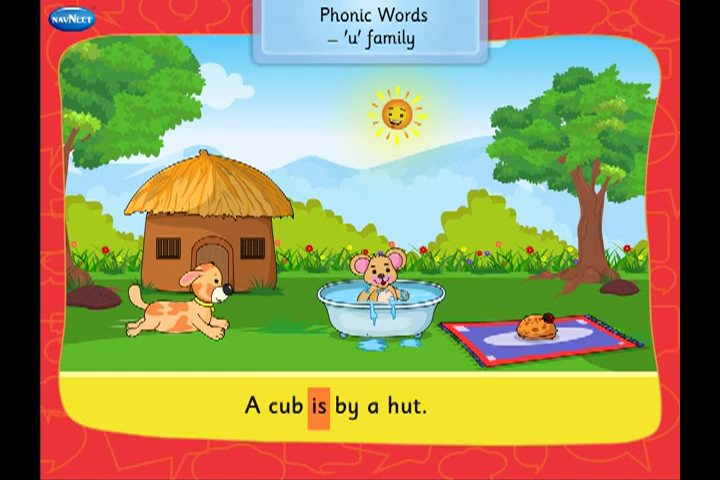 NAVNEET
Phonic Words
– 'u' family
A cub is by a hut.